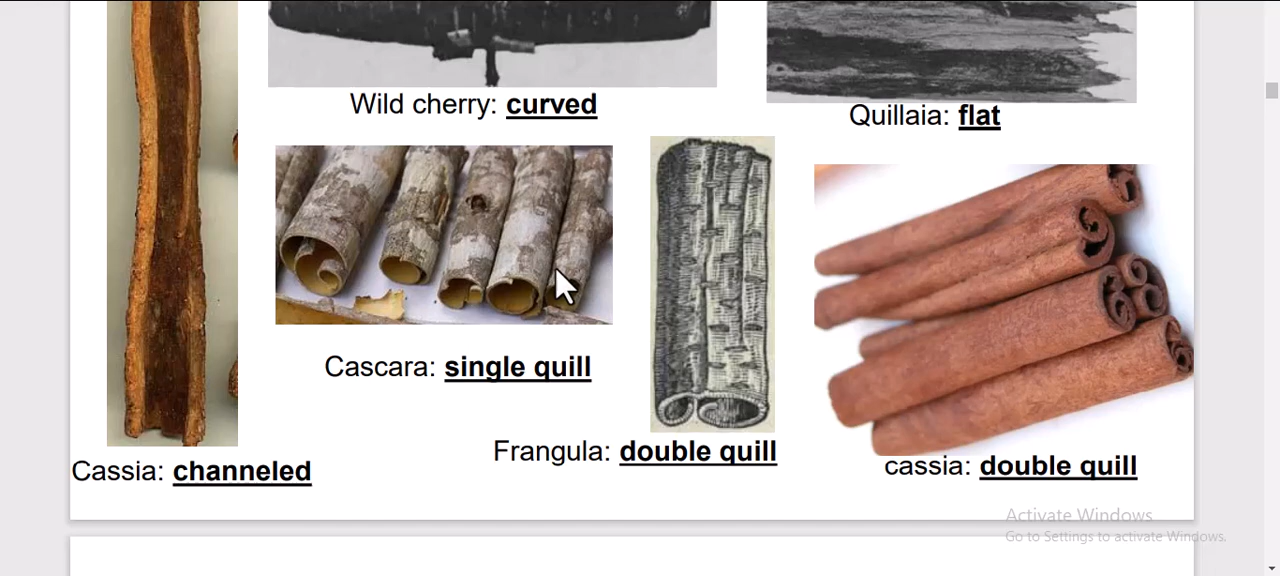 Wild cherry: curved
Quillaia: flat
Cascara: single quill
Frangula: double quill
Cassia: channeled
cassia: double quill
Activate Windows
Go to Settings to activate Windows.